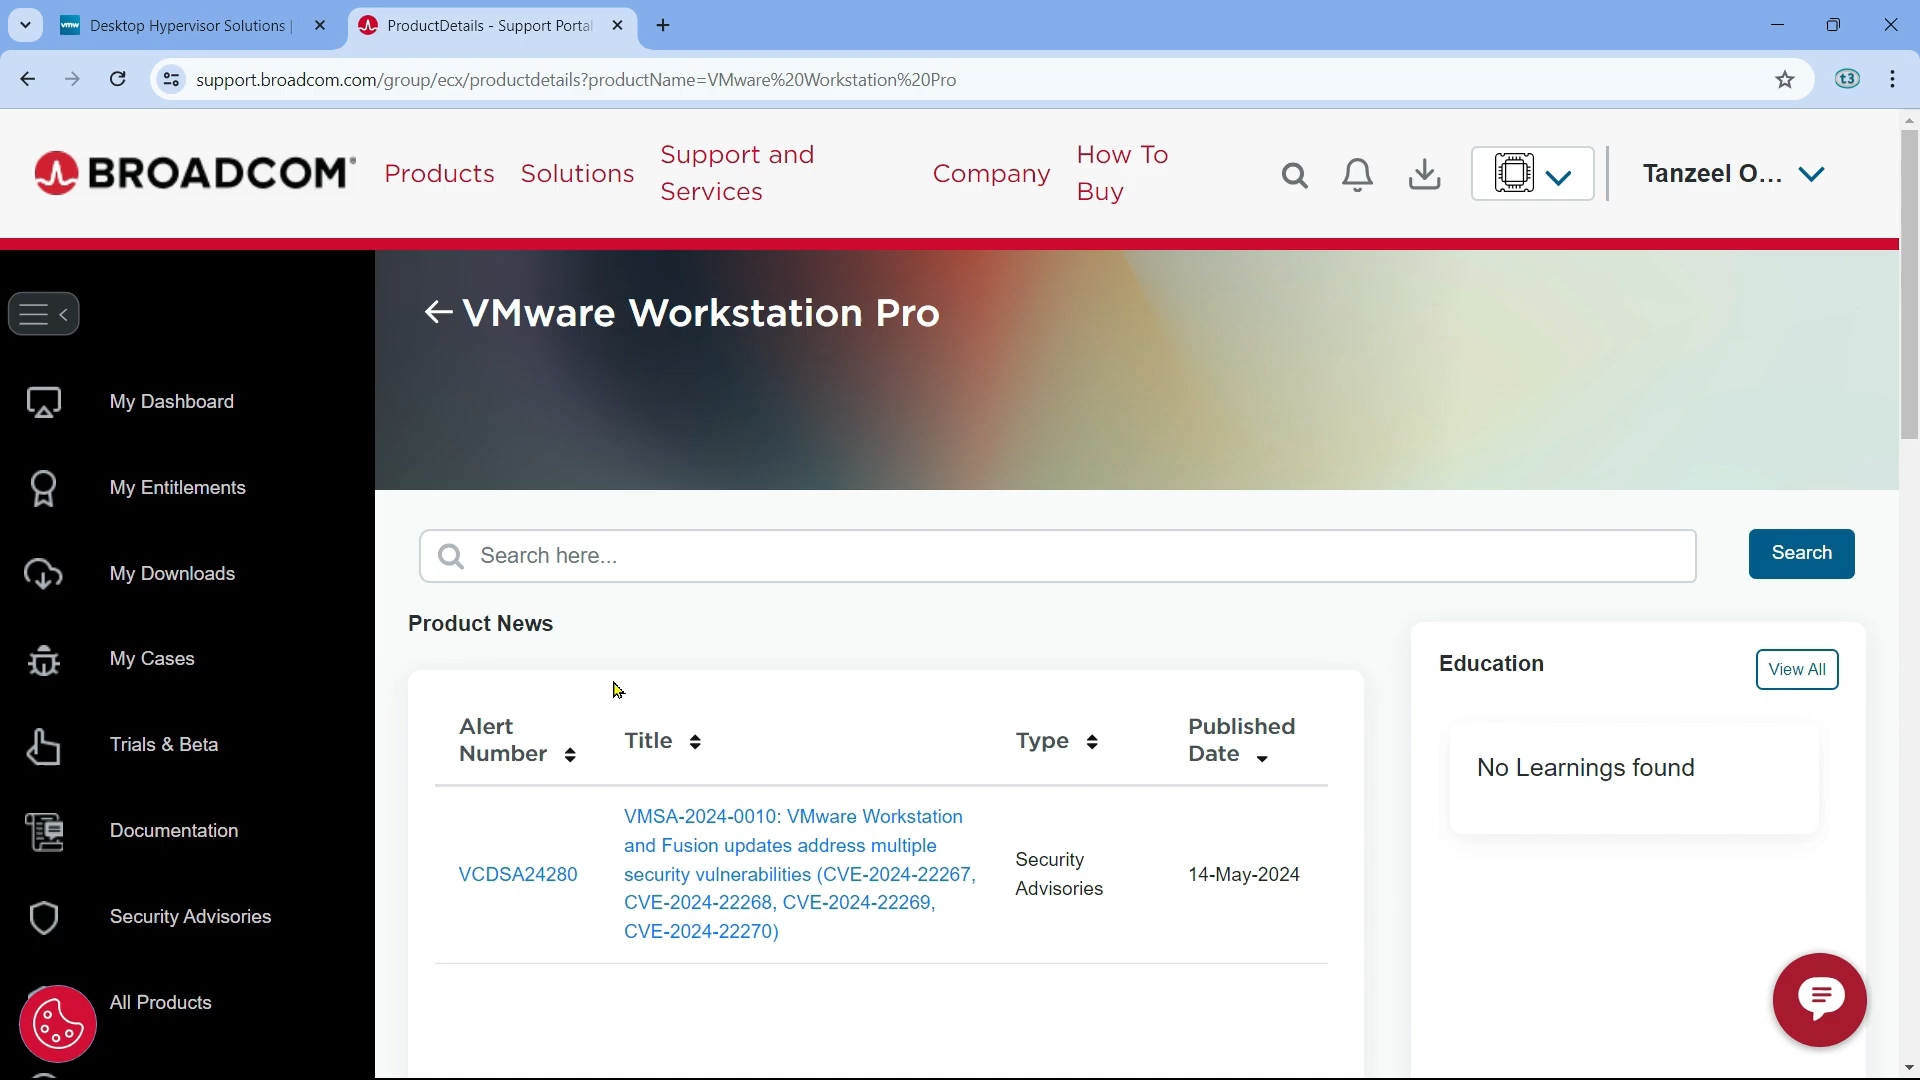 vmw Desktop Hypervisor Solutions |
ProductDetails - Support Portal
support.broadcom.com/group/ecx/productdetails?productName=VMware%20Workstation%20Pro
t3
BROADCOM®
Products
Solutions
Support and
Services
Company
How To
Buy
Tanzeel O...
VMware Workstation Pro
My Dashboard
My Entitlements
My Downloads
My Cases
Trials & Beta
Documentation
Security Advisories
All Products
Search here...
Search
Product News
Alert
Number
Title
Type
Published
Date
VCDSA24280
VMSA-2024-0010: VMware Workstation
and Fusion updates address multiple
security vulnerabilities (CVE-2024-22267,
CVE-2024-22268, CVE-2024-22269,
CVE-2024-22270)
Security
Advisories
14-May-2024
Education
View All
No Learnings found